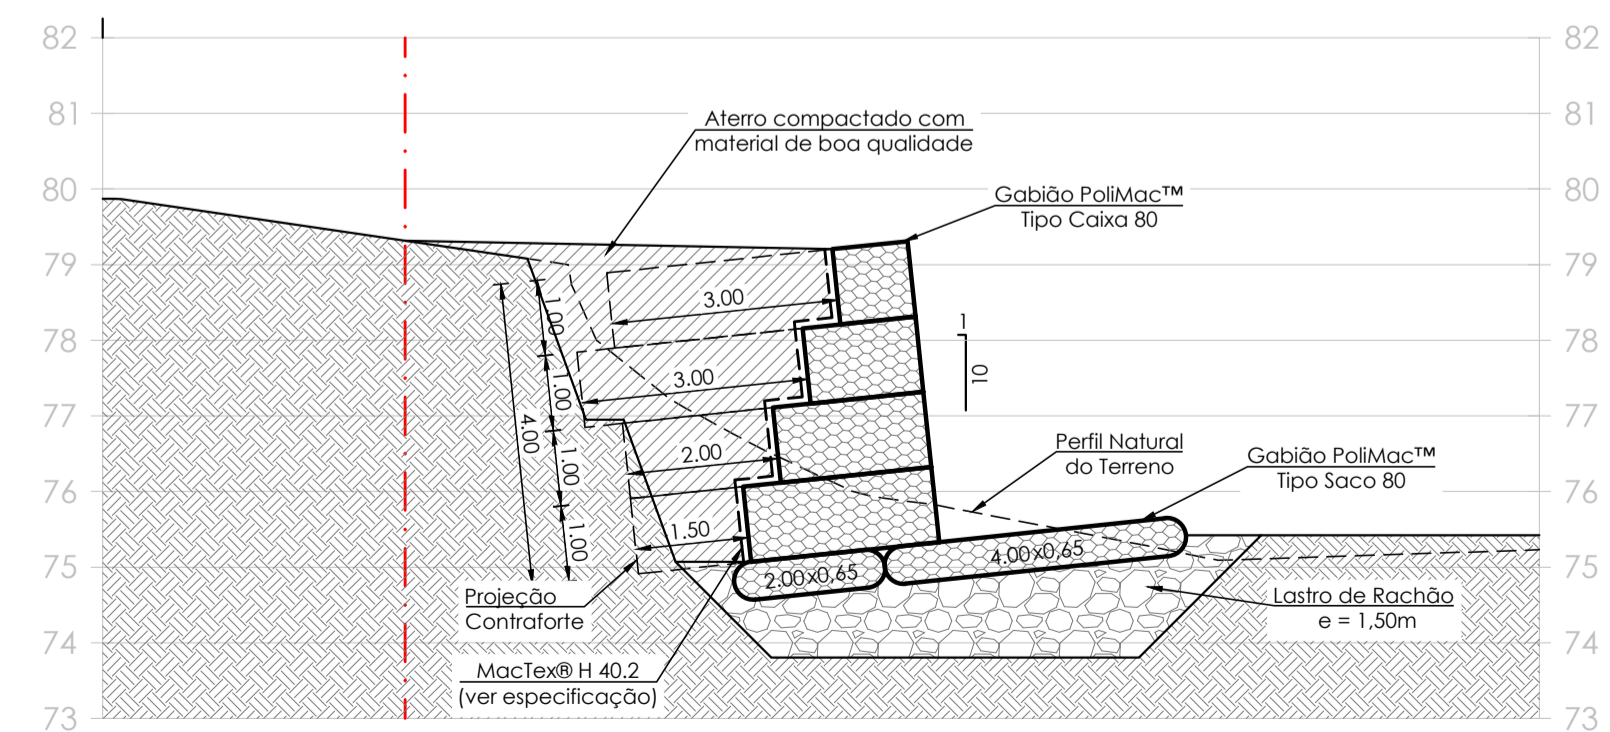 82
82
81
81
Aterro compactado com
material de boa qualidade
80
80
Gabião PoliMac™
Tipo Caixa 80
79
79
3.00
1.00
78
78
1
10
3.00
1.00
77
77
4.00
2.00
1.00
Perfil Natural
do Terreno
Gabião PoliMac™
Tipo Saco 80
76
76
1.50
1.00
75
75
2.00x0,65
4.00x0,65
Projeção
Contraforte
Lastro de Rachão
e = 1,50m
74
74
MacTex® H 40.2
(ver especificação)
73
73